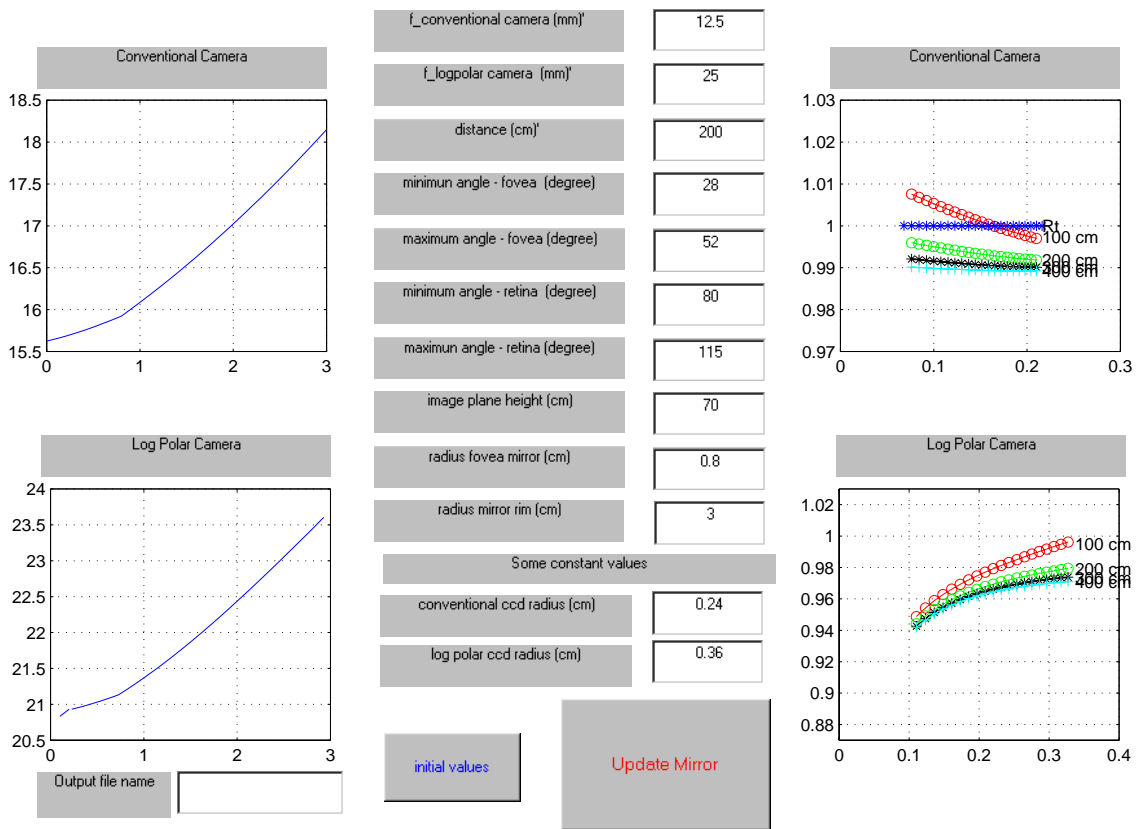 f_conventional camera (mm)'
12.5
f_logpolar camera (mm)'
25
distance (cm)'
200
minimun angle - fovea (degree)
28
maximum angle - fovea (degree)
52
minimum angle - retina (degree)
80
maximun angle - retina (degree)
115
image plane height (cm)
70
radius fovea mirror (cm)
0.8
radius mirror rim (cm)
3
Some constant values
conventional ccd radius (cm)
0.24
log polar ccd radius (cm)
0.36
initial values
Update Mirror
Conventional Camera
18.5
18
17.5
17
16.5
16
15.5
0 1 2 3
Log Polar Camera
24
23.5
23
22.5
22
21.5
21
20.5
0 1 2 3
Output file name
Conventional Camera
1.03
1.02
1.01
1
0.99
0.98
0.97
0 0.1 0.2 0.3
Rt
100 cm
200 cm
400 cm
Log Polar Camera
1.02
1
0.98
0.96
0.94
0.92
0.9
0.88
0 0.1 0.2 0.3 0.4
100 cm
200 cm
400 cm